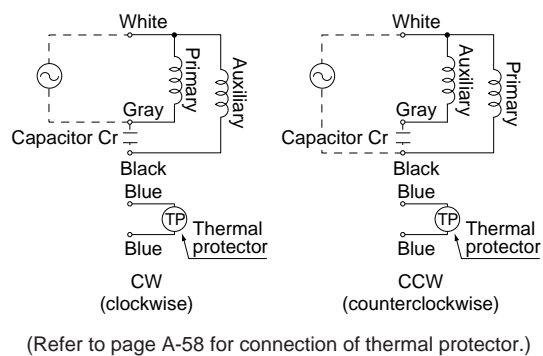 White
Primary
Auxiliary
Gray
Capacitor Cr
Black
Blue
TP
Thermal
protector
Blue
CW
(clockwise)
White
Auxiliary
Primary
Gray
Capacitor Cr
Black
Blue
TP
Thermal
protector
Blue
CCW
(counterclockwise)
(Refer to page A-58 for connection of thermal protector.)